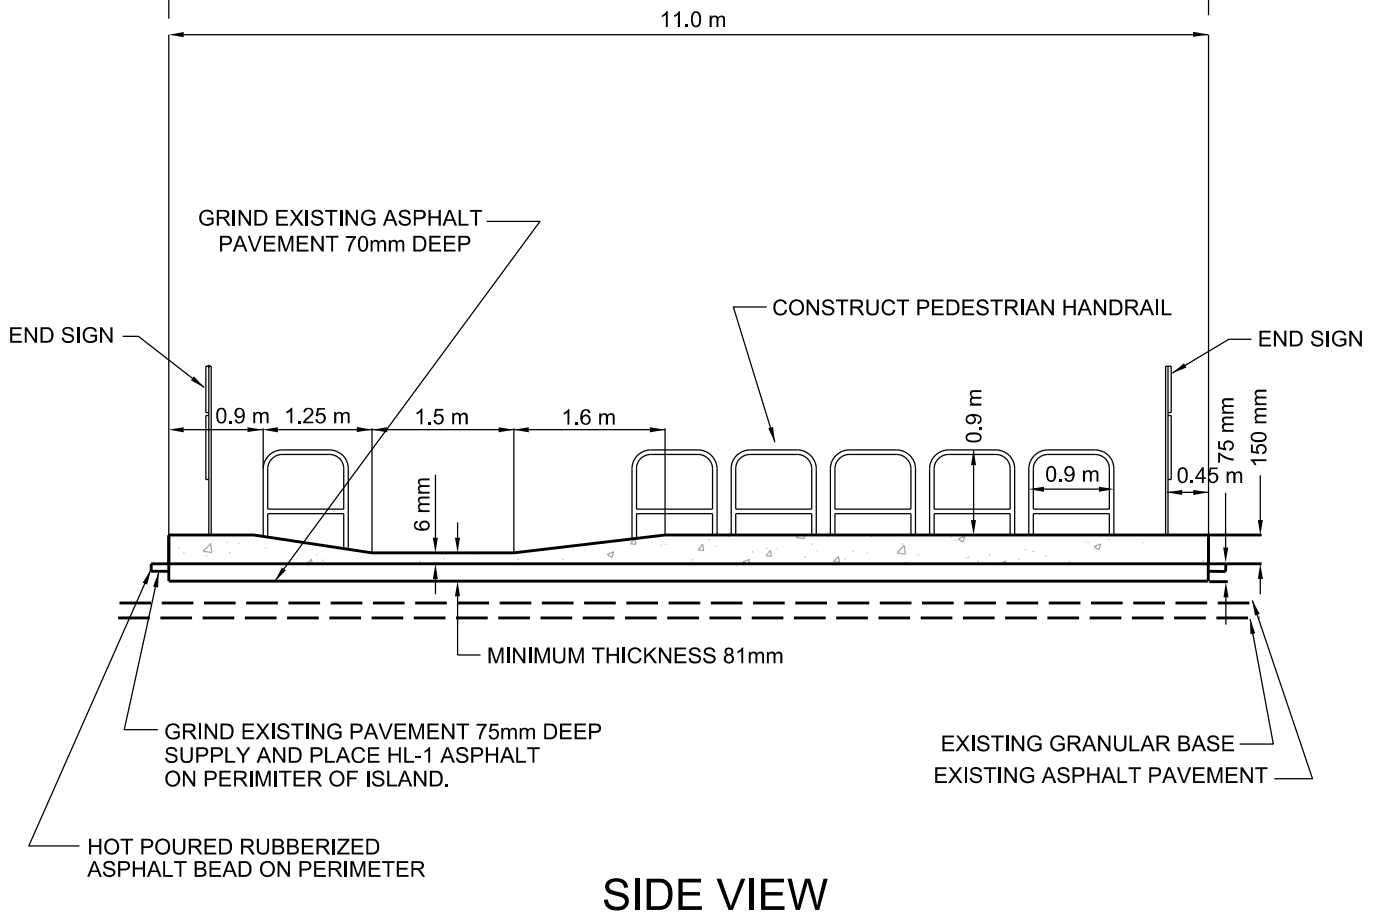 11.0 m
GRIND EXISTING ASPHALT
PAVEMENT 70mm DEEP
CONSTRUCT PEDESTRIAN HANDRAIL
END SIGN
END SIGN
0.9 m
1.25 m
1.5 m
1.6 m
0.9 m
75 mm
150 mm
0.9 m
0.45 m
6 mm
MINIMUM THICKNESS 81mm
GRIND EXISTING PAVEMENT 75mm DEEP
SUPPLY AND PLACE HL-1 ASPHALT
ON PERIMITER OF ISLAND.
EXISTING GRANULAR BASE
EXISTING ASPHALT PAVEMENT
HOT POURED RUBBERIZED
ASPHALT BEAD ON PERIMETER
SIDE VIEW